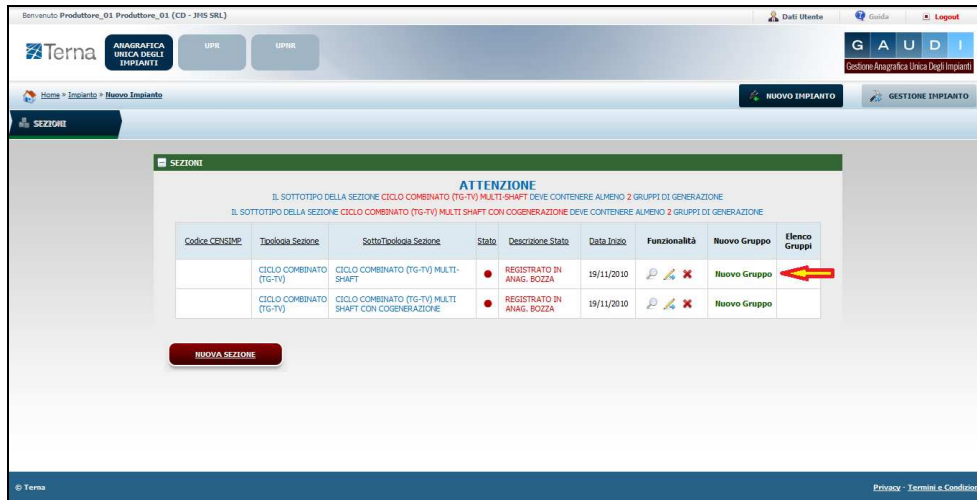 Benvenuto Produttore_01 Produttore_01 (CD - JMS SRL)
Dati Utente
Guida
Logout
Terna
ANAGRAFICA UNICA DEGLI IMPIANTI
UPR
UPNR
GAUDI
Gestione Anagrafica Unica Degli Impianti
Home » Impianto » Nuovo Impianto
NUOVO IMPIANTO
GESTIONE IMPIANTO
SEZIONI
SEZIONI
ATTENZIONE
IL SOTTOTIPO DELLA SEZIONE CICLO COMBINATO (TG-TV) MULTI-SHAFT DEVE CONTENERE ALMENO 2 GRUPPI DI GENERAZIONE
IL SOTTOTIPO DELLA SEZIONE CICLO COMBINATO (TG-TV) MULTI SHAFT CON COGENERAZIONE DEVE CONTENERE ALMENO 2 GRUPPI DI GENERAZIONE
Codice CENSIMP Tipologia Sezione SottoTipologia Sezione Stato Descrizione Stato Data Inizio Funzionalità Nuovo Gruppo Elenco Gruppi
CICLO COMBINATO (TG-TV) CICLO COMBINATO (TG-TV) MULTI-SHAFT REGISTRATO IN ANAG. BOZZA 19/11/2010 Nuovo Gruppo
CICLO COMBINATO (TG-TV) CICLO COMBINATO (TG-TV) MULTI SHAFT CON COGENERAZIONE REGISTRATO IN ANAG. BOZZA 19/11/2010 Nuovo Gruppo
NUOVA SEZIONE
© Terna
Privacy - Termini e Condizion